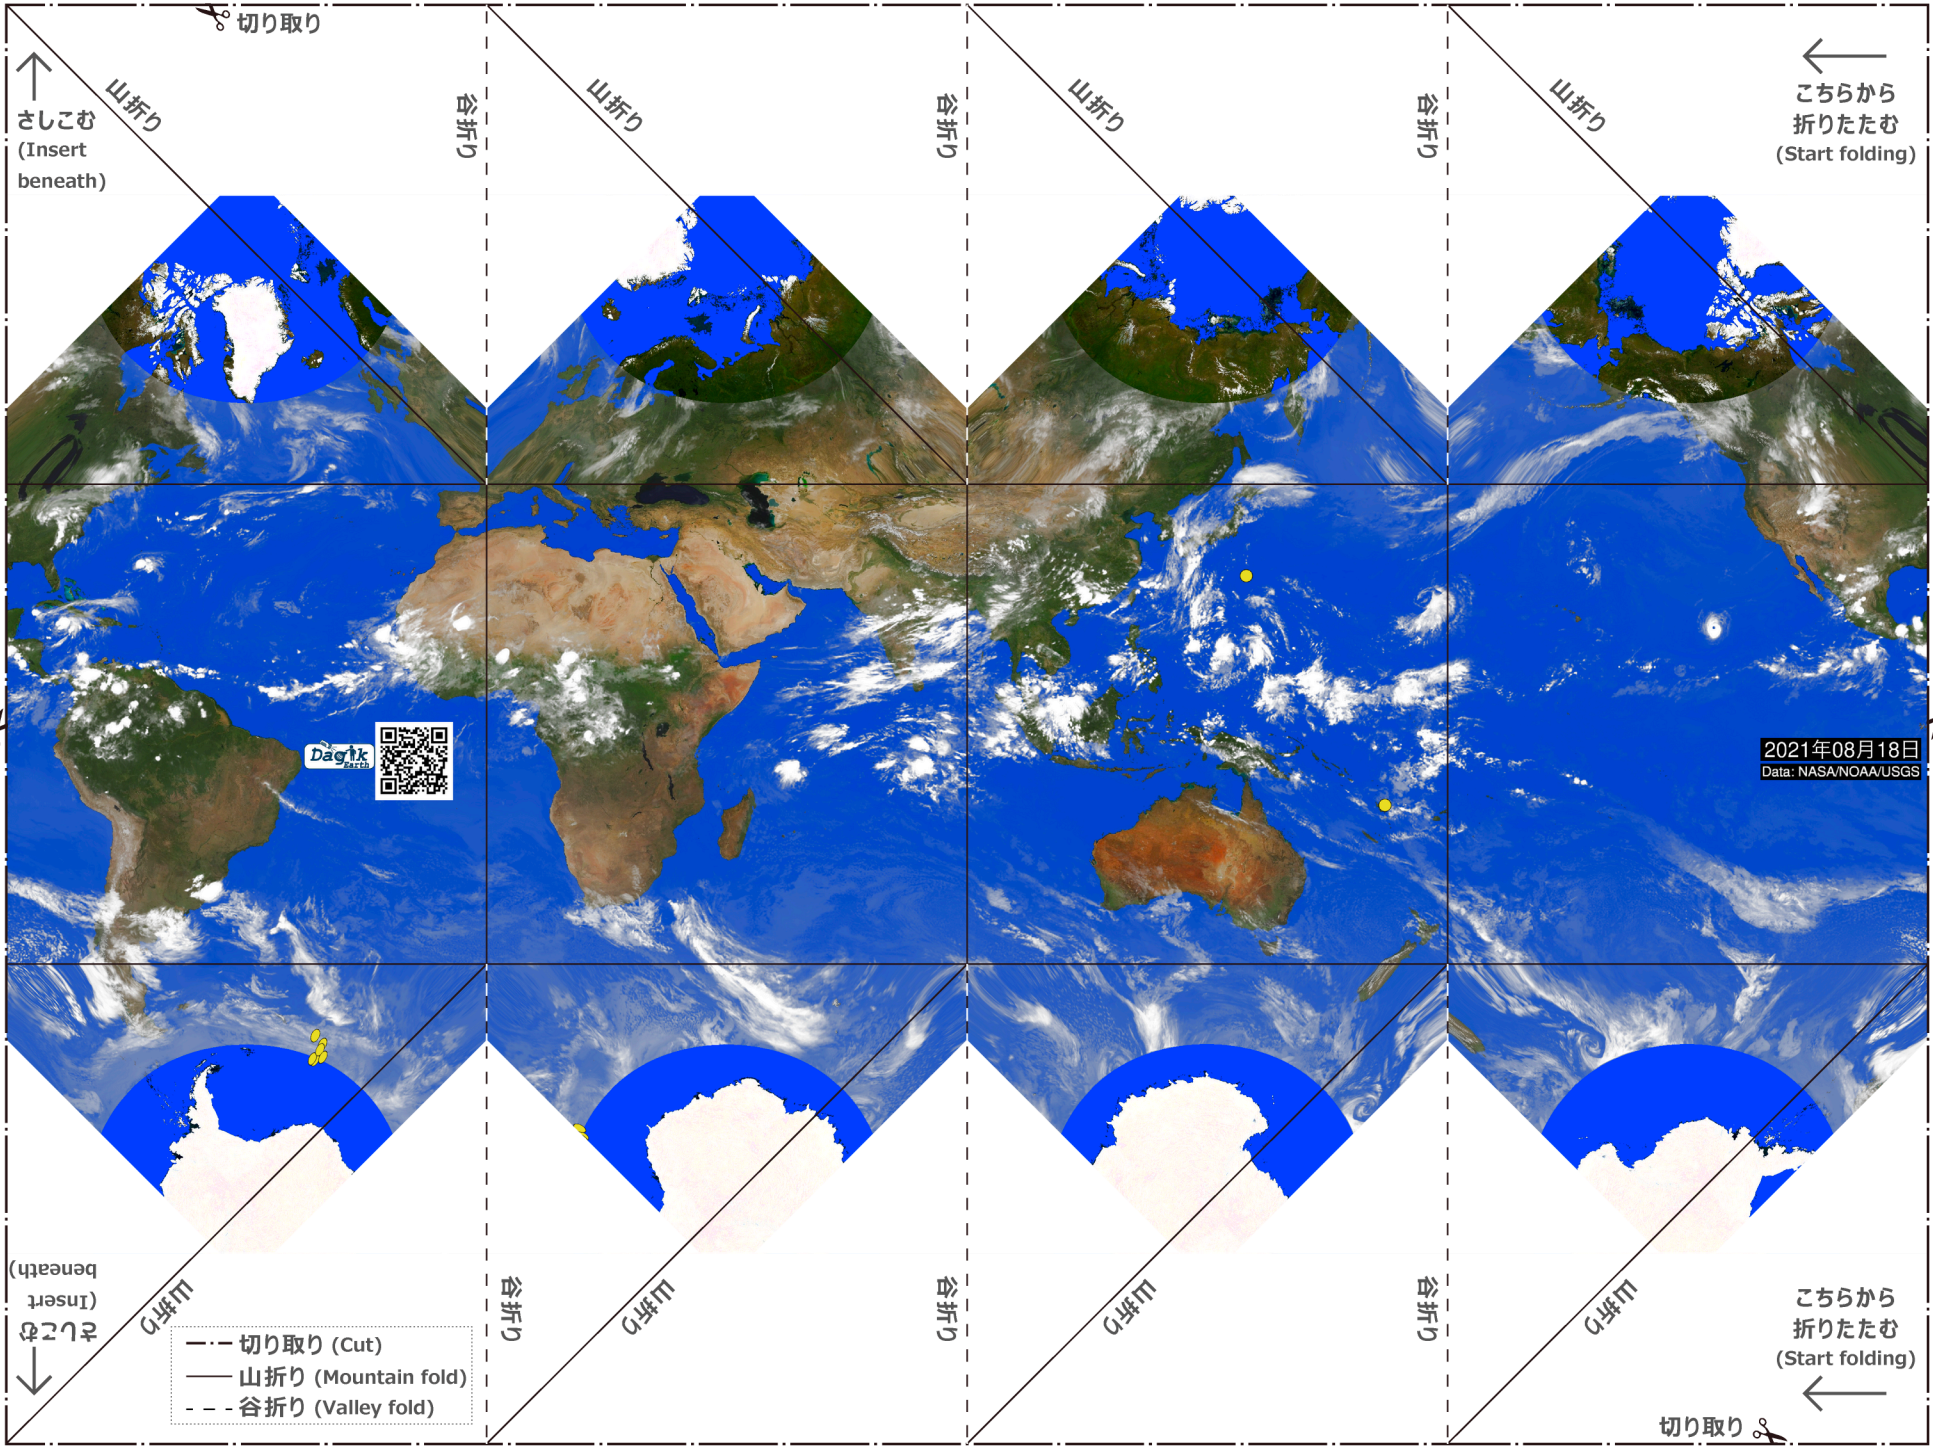 切り取り
山折り
谷折り
山折り
谷折り
山折り
谷折り
山折り
さしこむ
(Insert
beneath)
こちらから
折りたたむ
(Start folding)
Dagik
Earth
2021年08月18日
Data: NASA/NOAA/USGS
さしこむ
(Insert
beneath)
山折り
谷折り
山折り
谷折り
山折り
谷折り
山折り
こちらから
折りたたむ
(Start folding)
切り取り (Cut)
山折り (Mountain fold)
谷折り (Valley fold)
切り取り